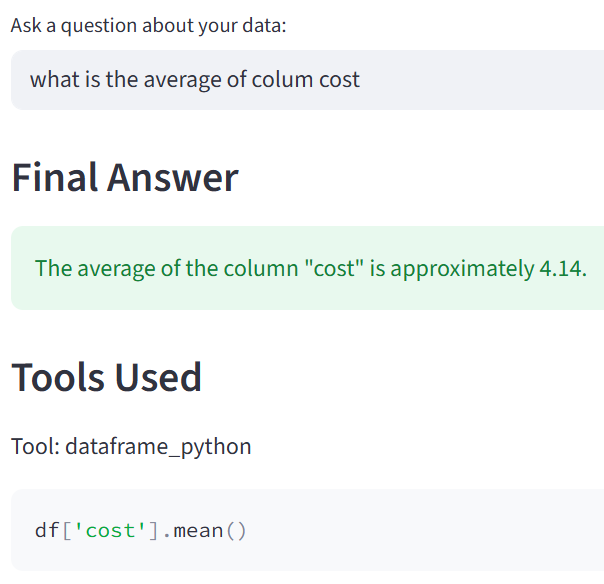 Ask a question about your data:
what is the average of colum cost
Final Answer
The average of the column "cost" is approximately 4.14.
Tools Used
Tool: dataframe_python
df['cost'].mean()